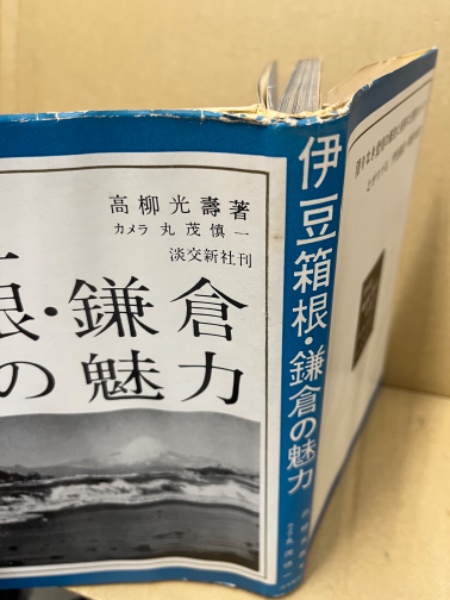 高柳光壽著
カメラ 丸茂慎一
淡交新社刊
根・鎌倉
の魅力
伊豆箱根・鎌倉の魅力